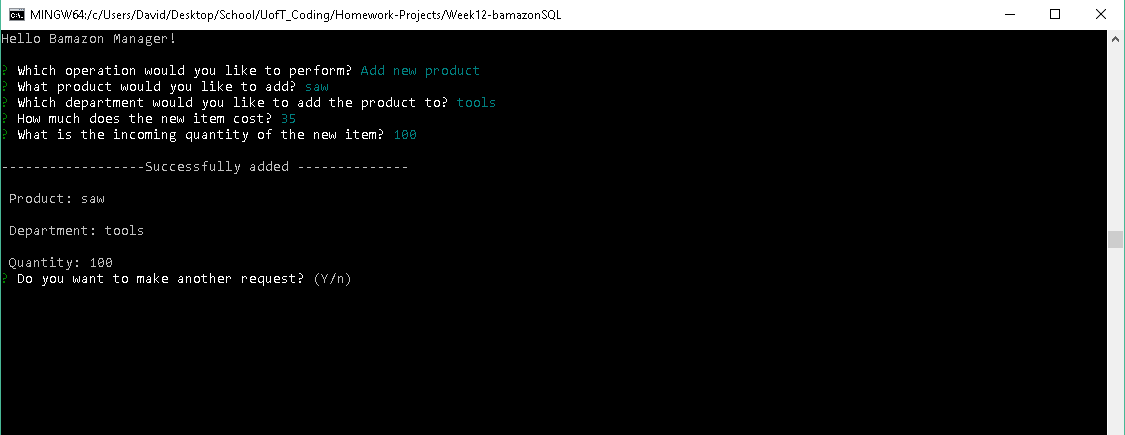 MINGW64:/c/Users/David/Desktop/School/UofT_Coding/Homework-Projects/Week12-bamazonSQL
Hello Bamazon Manager!
? Which operation would you like to perform? Add new product
? What product would you like to add? saw
? Which department would you like to add the product to? tools
? How much does the new item cost? 35
? What is the incoming quantity of the new item? 100
------------------Successfully added --------------
Product: saw
Department: tools
Quantity: 100
? Do you want to make another request? (Y/n)